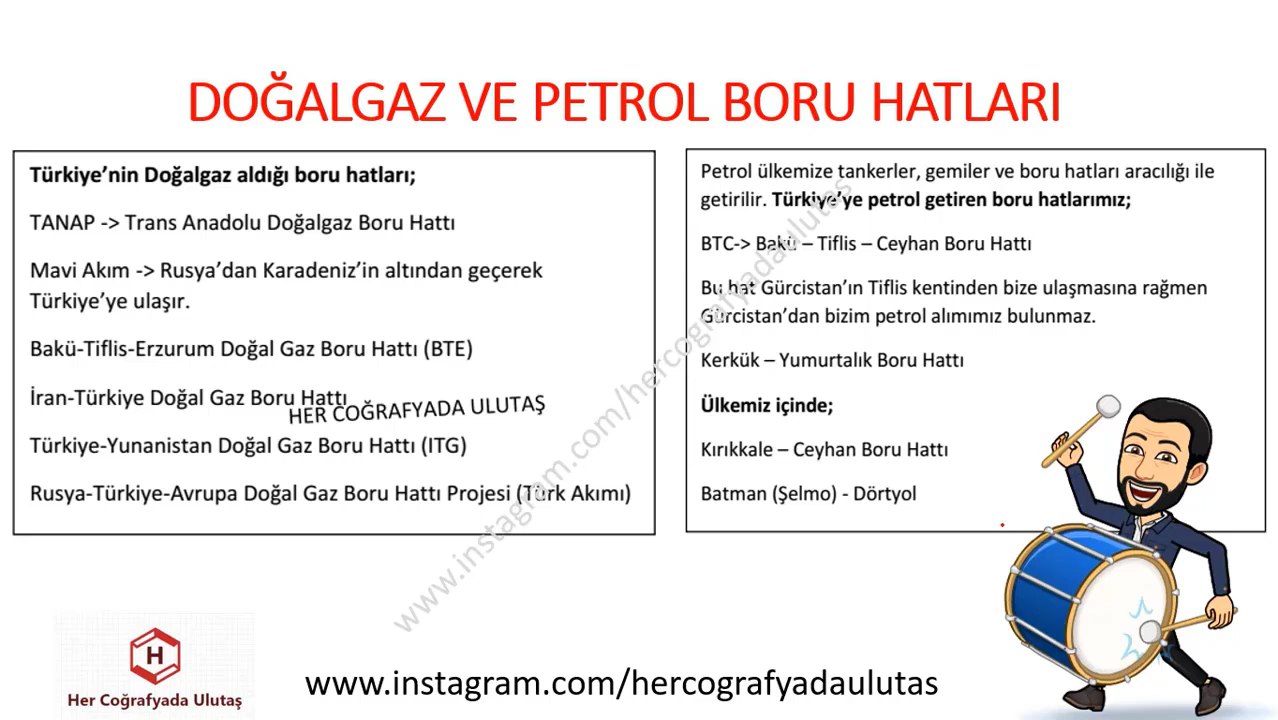 DOĞALGAZ VE PETROL BORU HATLARI
Türkiye'nin Doğalgaz aldığı boru hatları;
TANAP -> Trans Anadolu Doğalgaz Boru Hattı
Mavi Akım -> Rusya'dan Karadeniz'in altından geçerek
Türkiye'ye ulaşır.
Bakü-Tiflis-Erzurum Doğal Gaz Boru Hattı (BTE)
İran-Türkiye Doğal Gaz Boru Hattı
HER COĞRAFYADA ULUTAŞ
Türkiye-Yunanistan Doğal Gaz Boru Hattı (ITG)
Rusya-Türkiye-Avrupa Doğal Gaz Boru Hattı Projesi (Türk Akımı)
Petrol ülkemize tankerler, gemiler ve boru hatları aracılığı ile
getirilir. Türkiye'ye petrol getiren boru hatlarımız;
BTC-> Bakü – Tiflis – Ceyhan Boru Hattı
Bu hat Gürcistan'ın Tiflis kentinden bize ulaşmasına rağmen
Gürcistan'dan bizim petrol alımımız bulunmaz.
Kerkük – Yumurtalık Boru Hattı
Ülkemiz içinde;
Kırıkkale – Ceyhan Boru Hattı
Batman (Şelmo) - Dörtyol
www.instagram.com/hercografyadaulutas
H
Her Coğrafyada Ulutaş
www.instagram.com/hercografyadaulutas